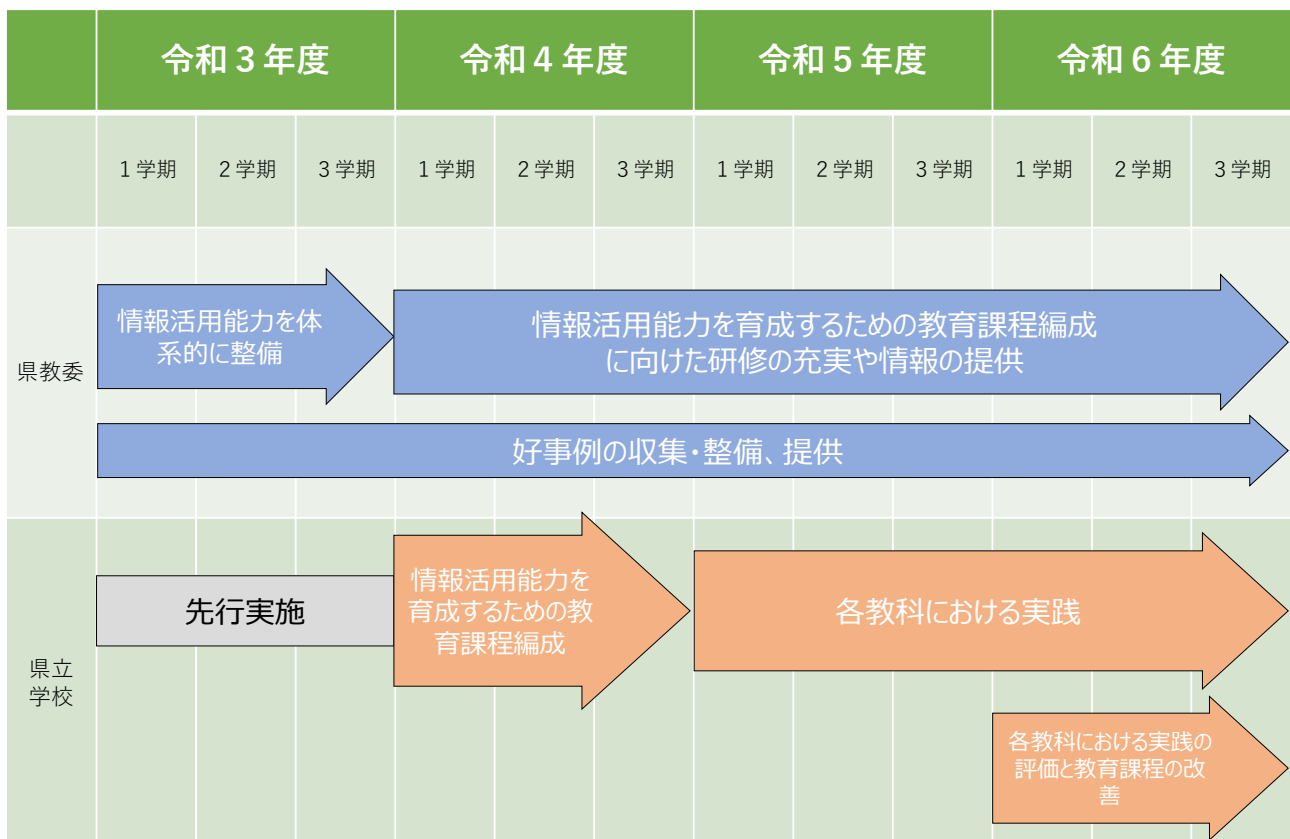 令和３年度 令和４年度 令和５年度 令和６年度
１学期 ２学期 ３学期 １学期 ２学期 ３学期 １学期 ２学期 ３学期 １学期 ２学期 ３学期
県教委
情報活用能力を体
系的に整備
情報活用能力を育成するための教育課程編成
に向けた研修の充実や情報の提供
好事例の収集・整備、提供
県立
学校
先行実施
情報活用能力を
育成するための教
育課程編成
各教科における実践
各教科における実践の
評価と教育課程の改
善